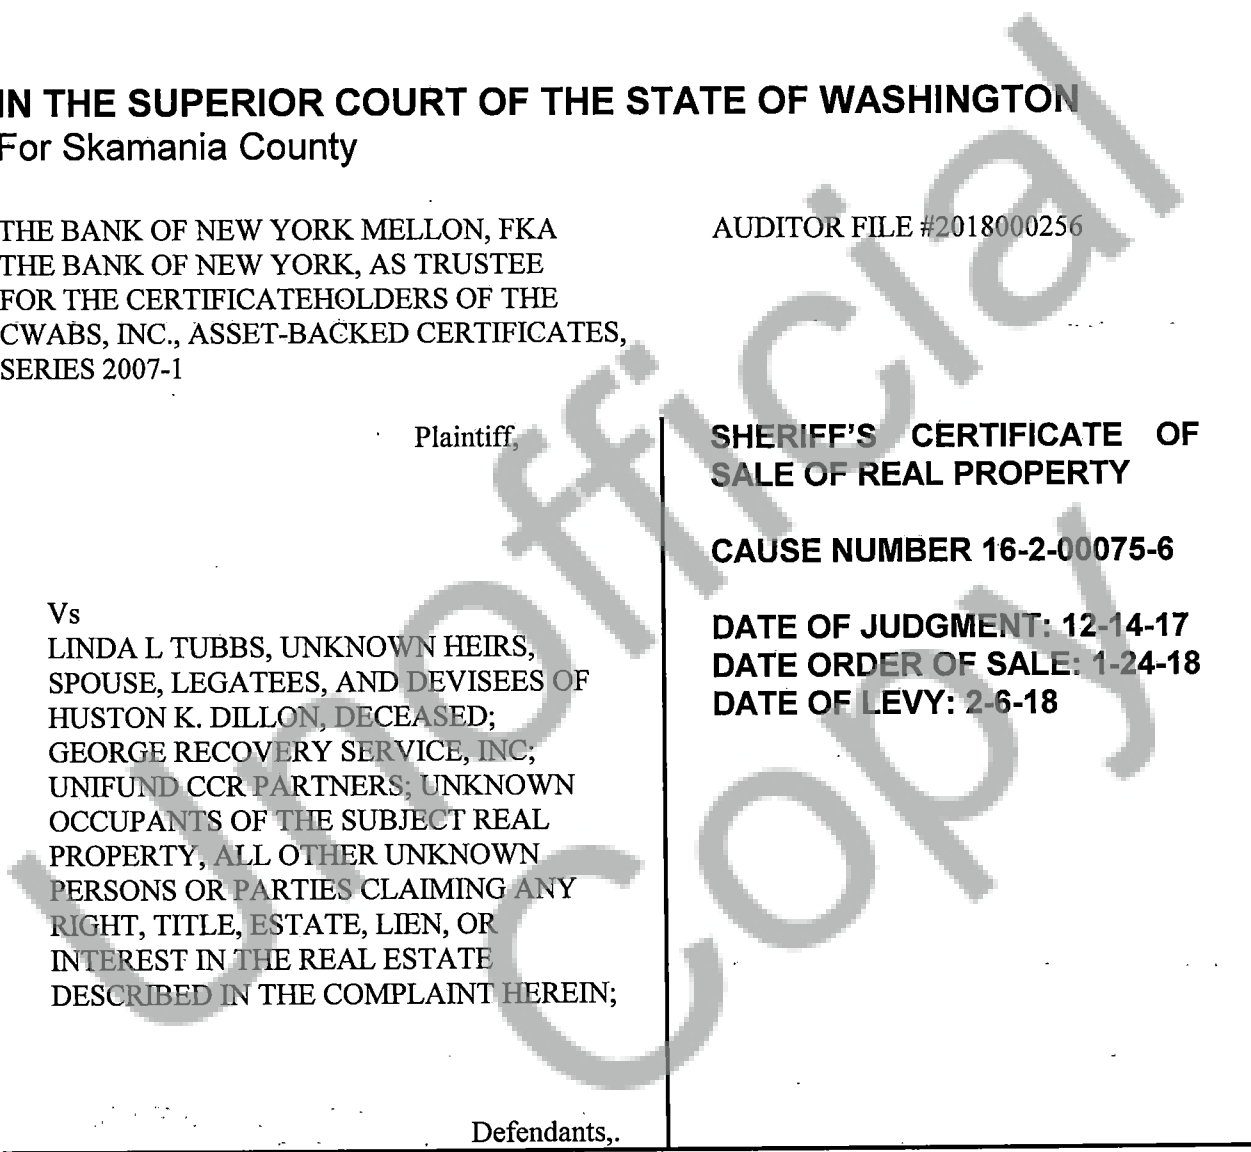 IN THE SUPERIOR COURT OF THE STATE OF WASHINGTON
For Skamania County
THE BANK OF NEW YORK MELLON, FKA
THE BANK OF NEW YORK, AS TRUSTEE
FOR THE CERTIFICATEHOLDERS OF THE
CWABS, INC., ASSET-BACKED CERTIFICATES,
SERIES 2007-1
AUDITOR FILE #2018000256
Plaintiff,
Vs
LINDA L TUBBS, UNKNOWN HEIRS,
SPOUSE, LEGATEES, AND DEVISEES OF
HUSTON K. DILLON, DECEASED;
GEORGE RECOVERY SERVICE, INC;
UNIFUND CCR PARTNERS; UNKNOWN
OCCUPANTS OF THE SUBJECT REAL
PROPERTY, ALL OTHER UNKNOWN
PERSONS OR PARTIES CLAIMING ANY
RIGHT, TITLE, ESTATE, LIEN, OR
INTEREST IN THE REAL ESTATE
DESCRIBED IN THE COMPLAINT HEREIN;
Defendants,.
SHERIFF'S CERTIFICATE OF
SALE OF REAL PROPERTY
CAUSE NUMBER 16-2-00075-6
DATE OF JUDGMENT: 12-14-17
DATE ORDER OF SALE: 1-24-18
DATE OF LEVY: 2-6-18
Unofficial
Copy